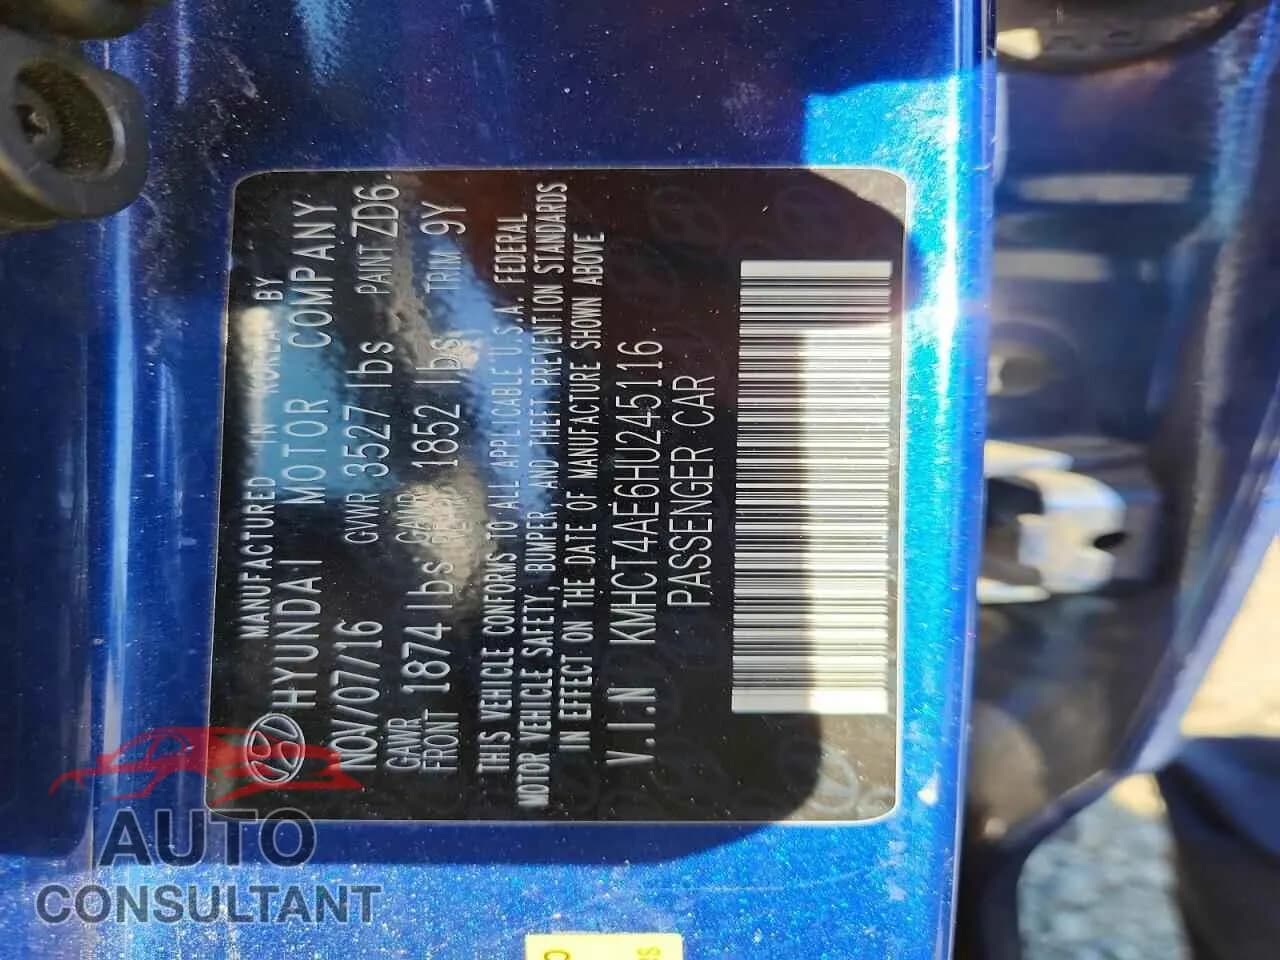 MANUFACTURED IN KOREA BY
HYUNDAI MOTOR COMPANY
NOV/07/16 GVWR 3527 lbs PAINT ZD6.
GAWR FRONT 1874 lbs GAWR REAR 1852 lbs TRIM 9Y
THIS VEHICLE CONFORMS TO ALL APPLICABLE U.S.A. FEDERAL
MOTOR VEHICLE SAFETY, BUMPER, AND THEFT PREVENTION STANDARDS
IN EFFECT ON THE DATE OF MANUFACTURE SHOWN ABOVE
V.I.N KMHCT4AE6HU245116.
PASSENGER CAR
AUTO
CONSULTANT